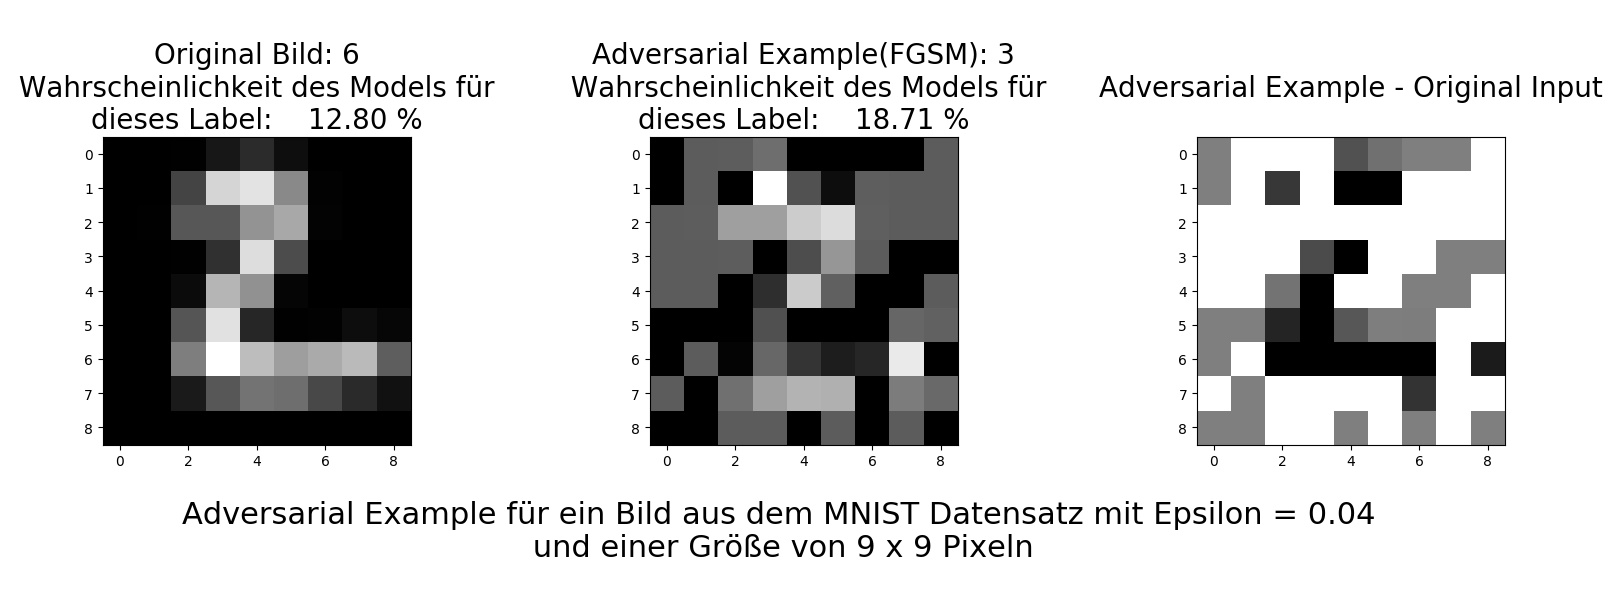 Original Bild: 6
Wahrscheinlichkeit des Models für
dieses Label:    12.80 %
Adversarial Example(FGSM): 3
Wahrscheinlichkeit des Models für
dieses Label:    18.71 %
Adversarial Example - Original Input
0
1
2
3
4
5
6
7
8
0 2 4 6 8
0
1
2
3
4
5
6
7
8
0 2 4 6 8
0
1
2
3
4
5
6
7
8
0 2 4 6 8
Adversarial Example für ein Bild aus dem MNIST Datensatz mit Epsilon = 0.04
und einer Größe von 9 x 9 Pixeln